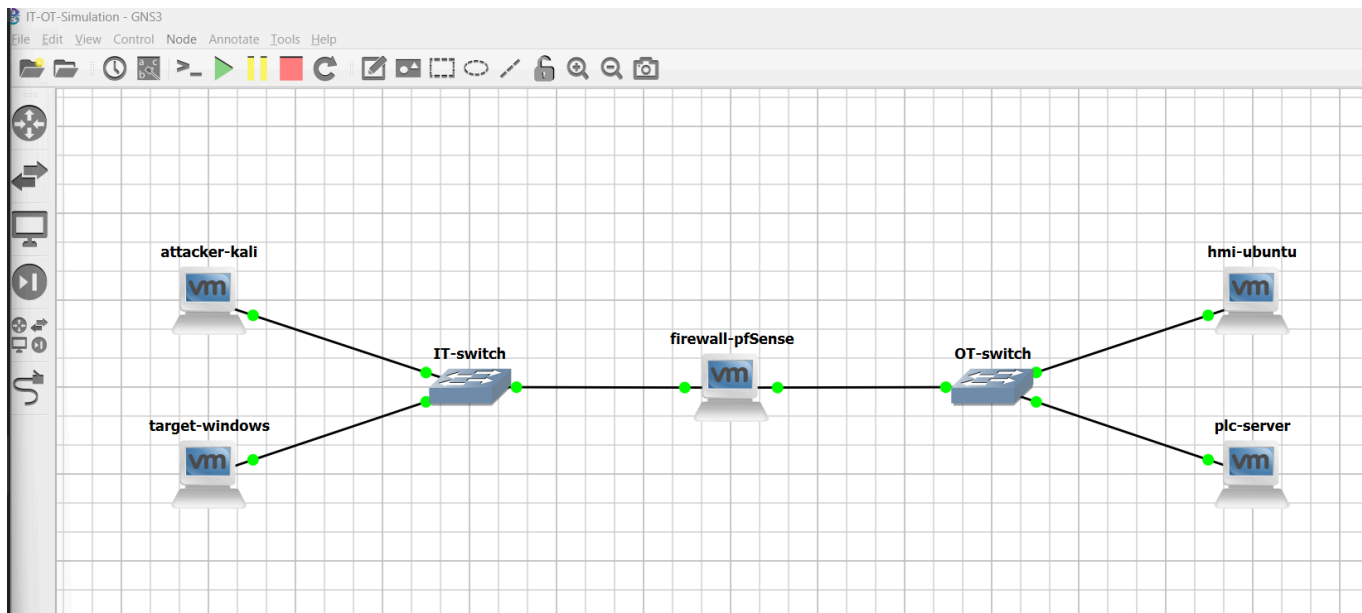 IT-OT-Simulation - GNS3
File Edit View Control Node Annotate Tools Help
attacker-kali
vm
hmi-ubuntu
vm
firewall-pfSense
vm
IT-switch
OT-switch
target-windows
vm
plc-server
vm